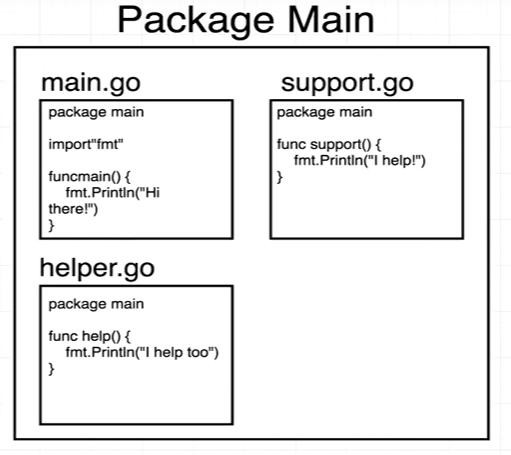 Package Main
main.go
package main
import"fmt"
funcmain() {
fmt.Println("Hi
there!")
}
support.go
package main
func support() {
fmt.Println("I help!")
}
helper.go
package main
func help() {
fmt.Println("I help too")
}